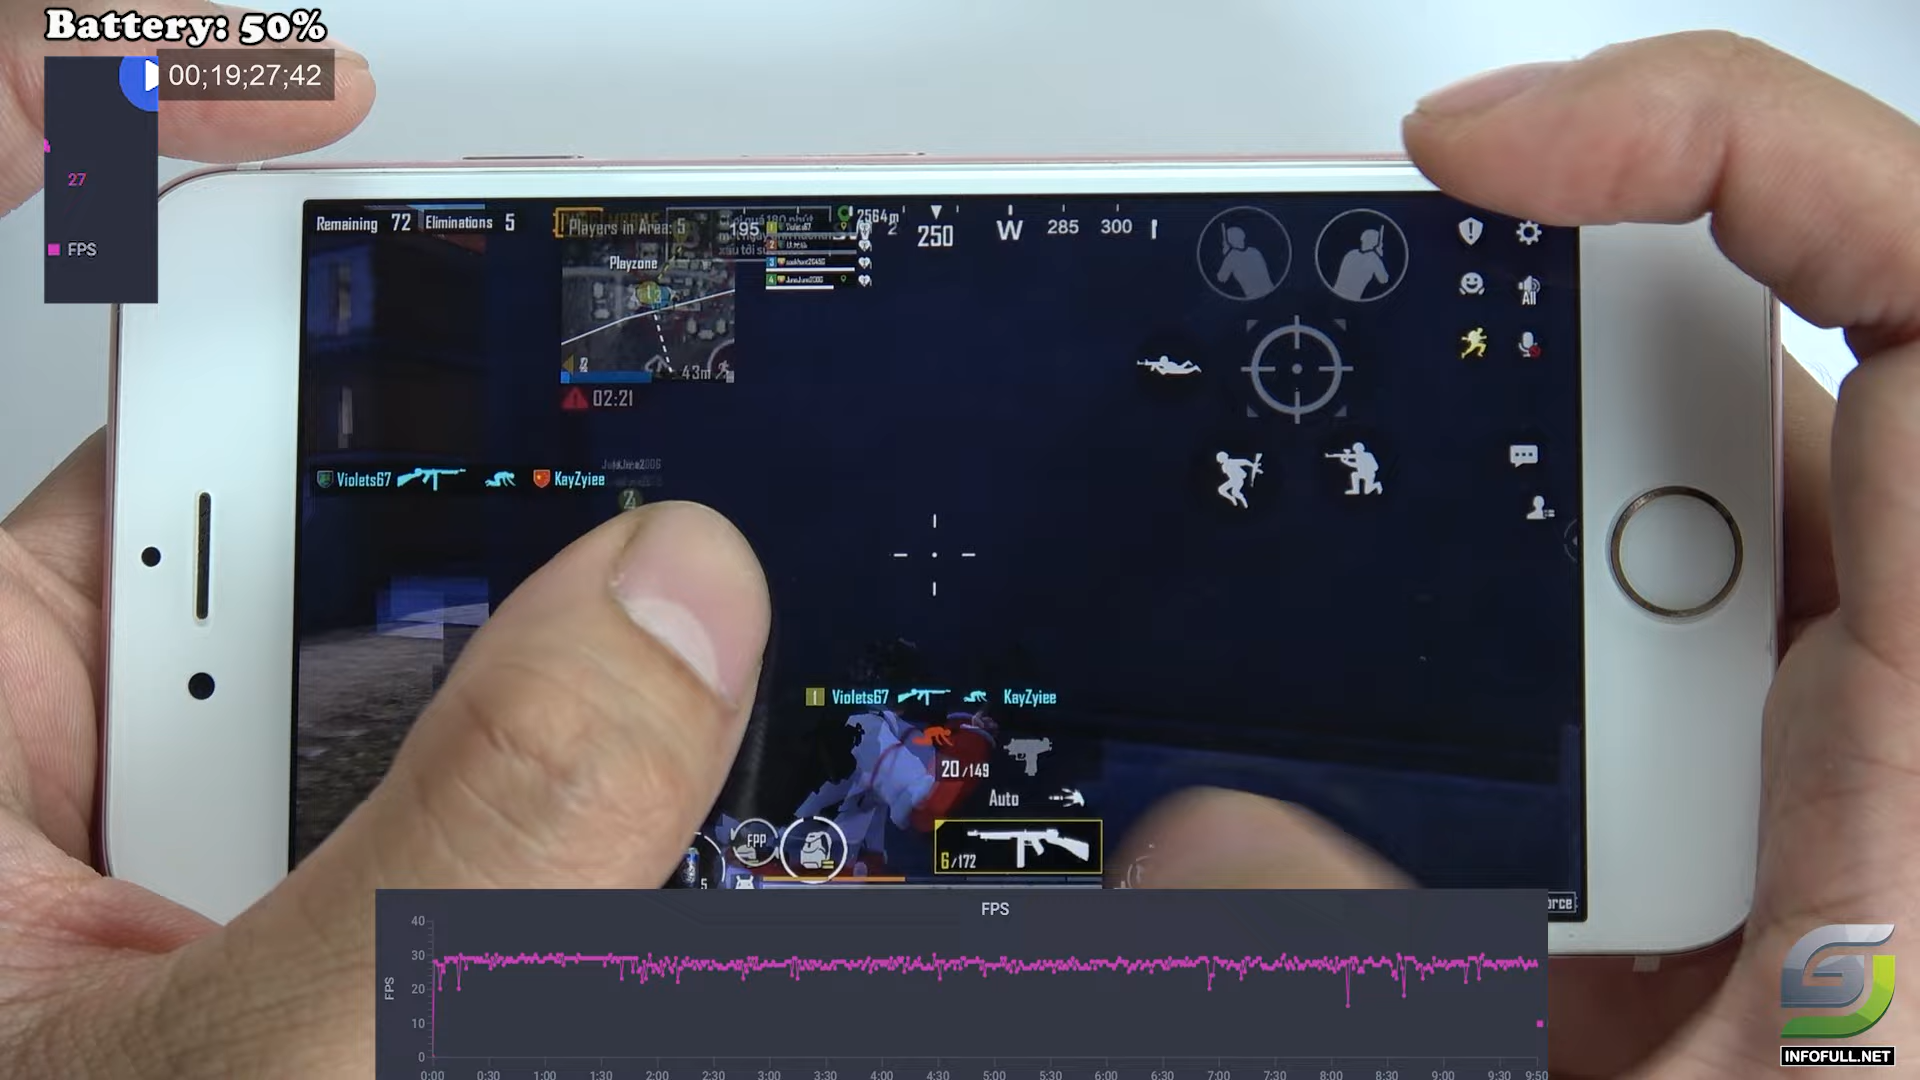 Battery: 50%
00;19;27;42
27
FPS
Remaining 72 Eliminations 5
Players in Area: 5
195
2564m
2
250
W
285
300
Playzone
43m
02:21
All
Violets67 KayZyiee
Violets67 KayZyiee
20/149
Auto
FPP
5
6/172
FPS
FPS
40
30
20
10
0
0:00 0:30 1:00 1:30 2:00 2:30 3:00 3:30 4:00 4:30 5:00 5:30 6:00 6:30 7:00 7:30 8:00 8:30 9:00 9:30 9:50
INFOFULL.NET